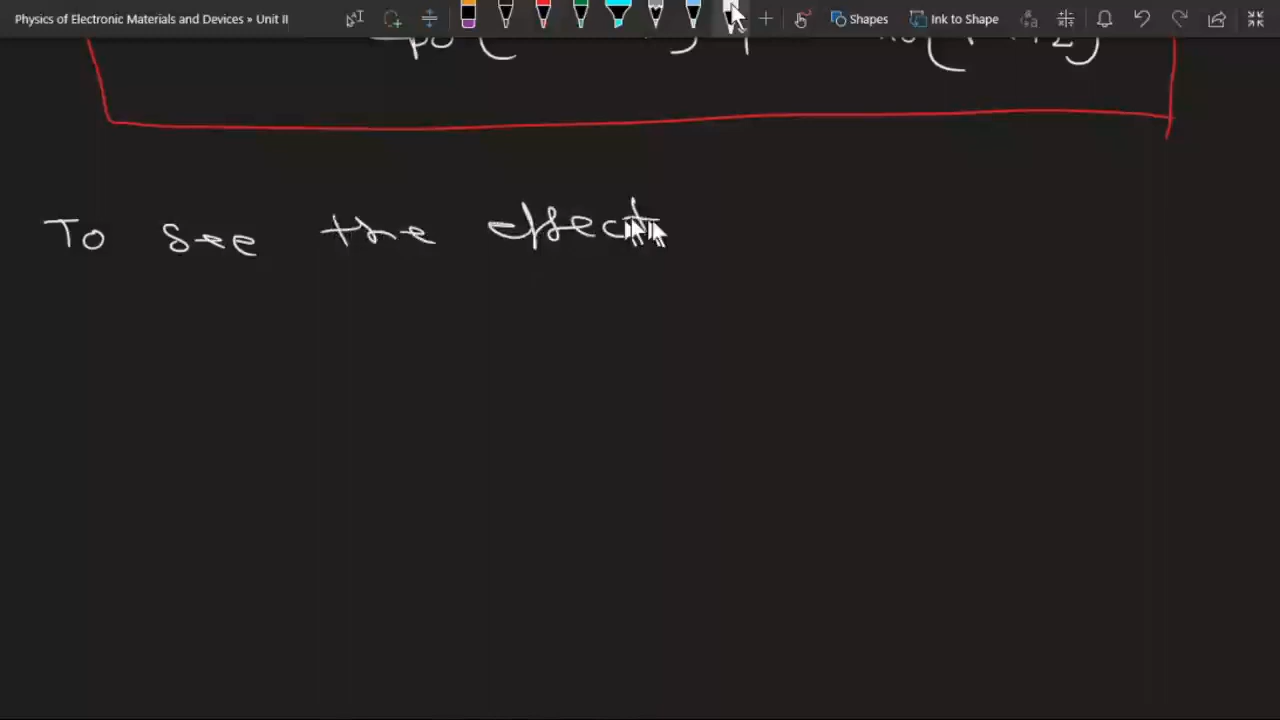 Physics of Electronic Materials and Devices » Unit II
Shapes
Ink to Shape
To see the effect